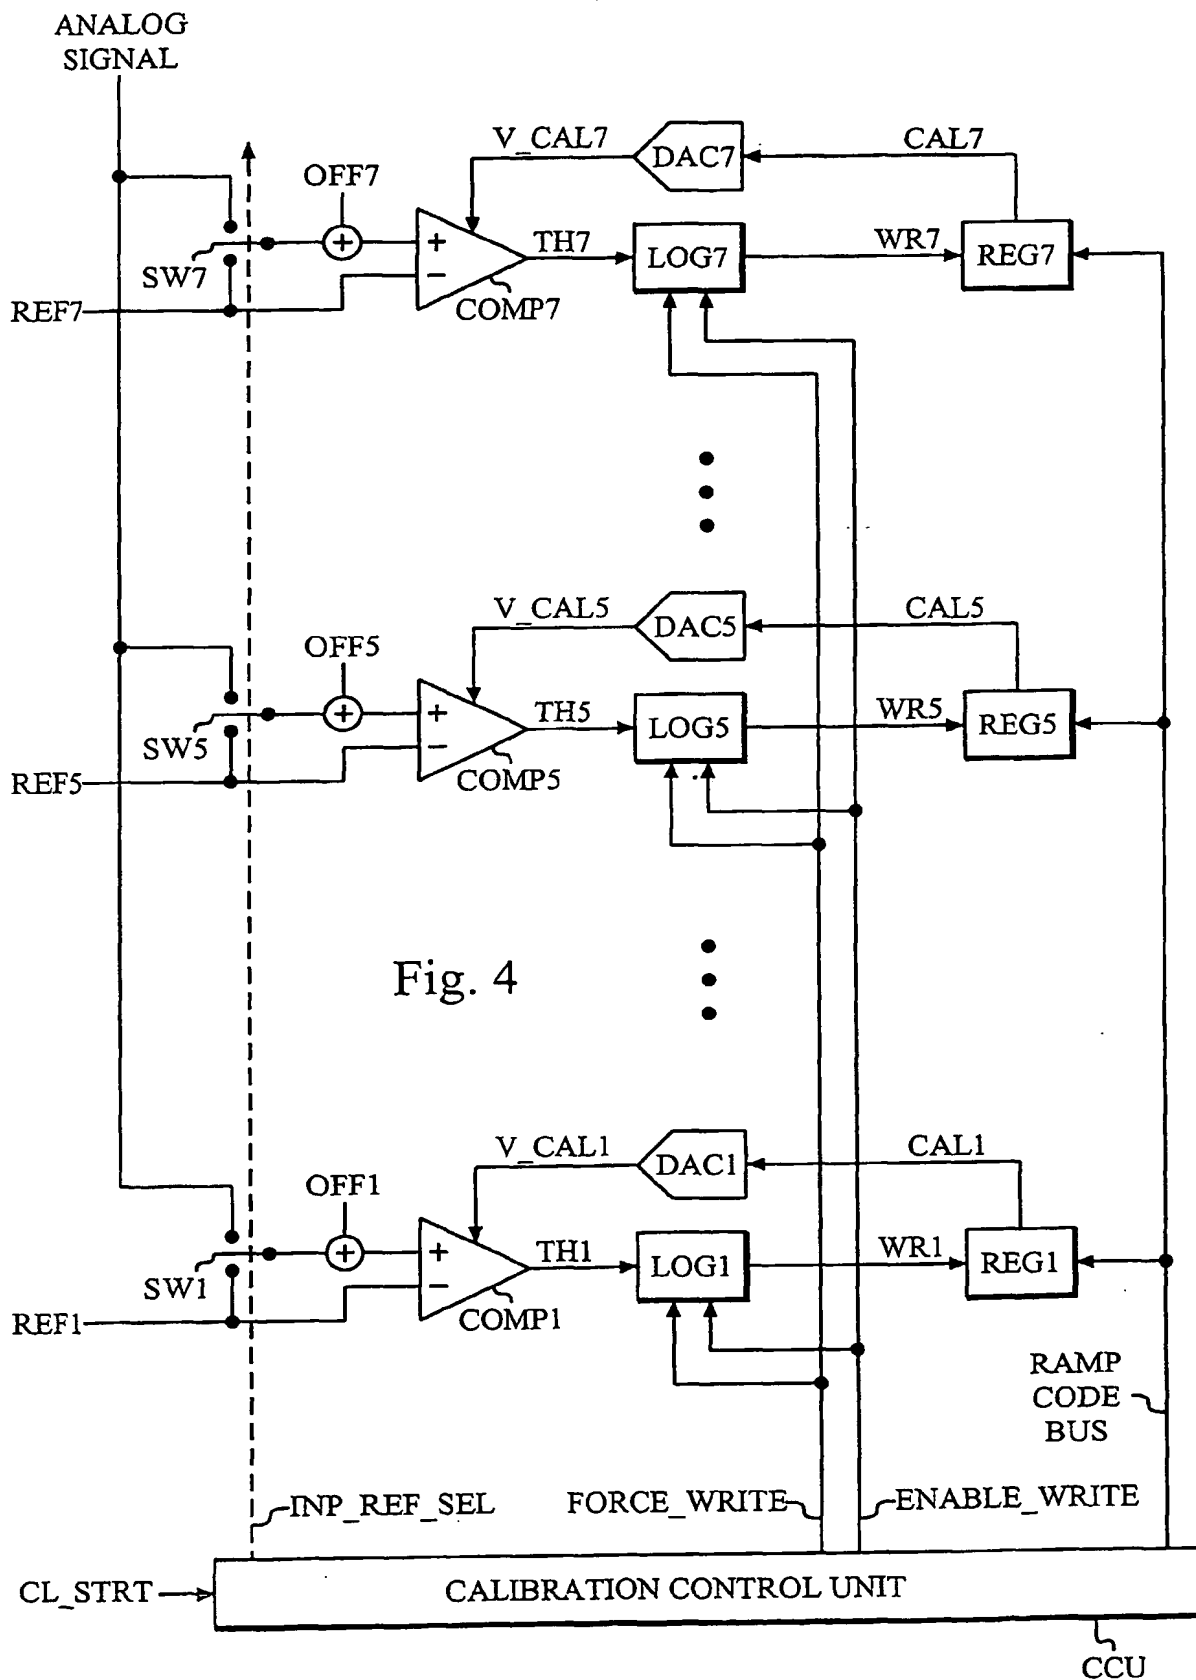 ANALOG
SIGNAL
V_CAL7
DAC7
CAL7
OFF7
+
+
−
TH7
LOG7
WR7
REG7
SW7
COMP7
REF7
V_CAL5
DAC5
CAL5
OFF5
+
+
−
TH5
LOG5
WR5
REG5
SW5
COMP5
REF5
Fig. 4
V_CAL1
DAC1
CAL1
OFF1
+
+
−
TH1
LOG1
WR1
REG1
SW1
COMP1
REF1
RAMP
CODE
BUS
INP_REF_SEL
FORCE_WRITE
ENABLE_WRITE
CL_STRT
CALIBRATION CONTROL UNIT
CCU